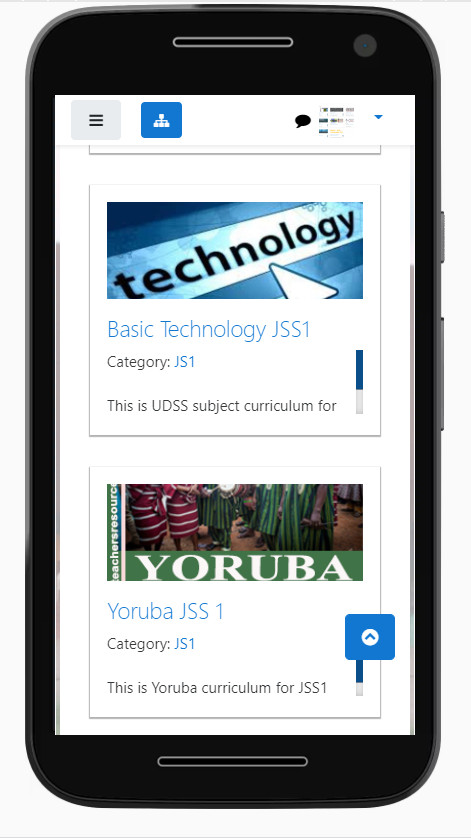 technology
Basic Technology JSS1
Category: JS1
This is UDSS subject curriculum for
teachersresource
YORUBA
Yoruba JSS 1
Category: JS1
This is Yoruba curriculum for JSS1